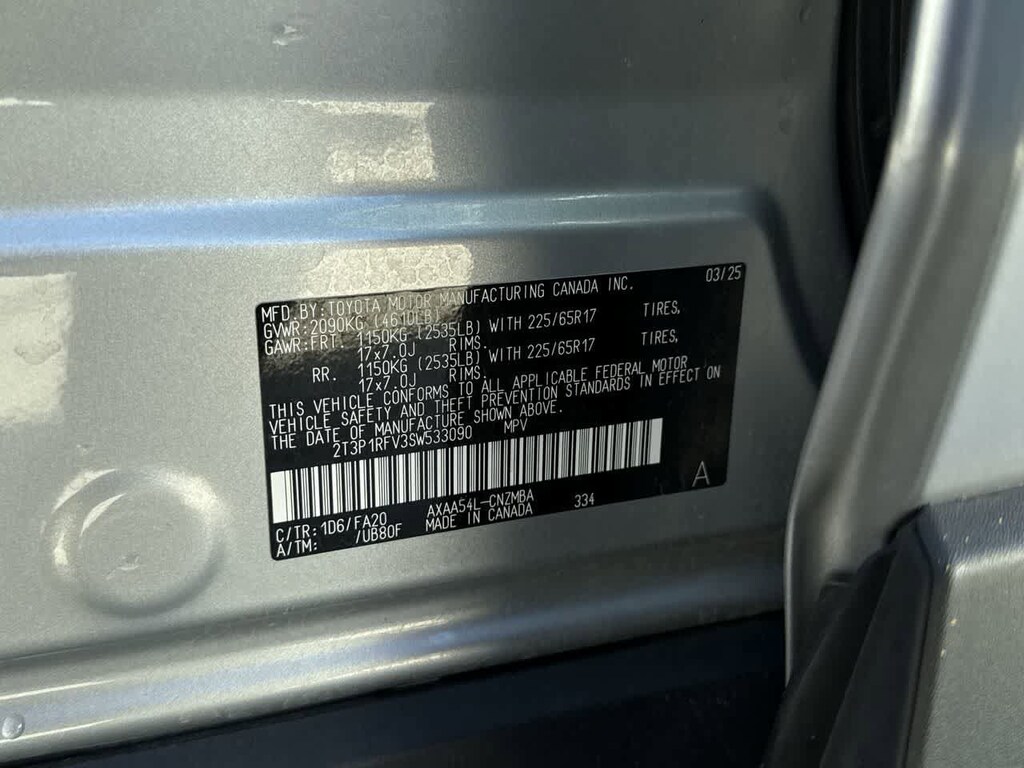 MFD. BY: TOYOTA MOTOR MANUFACTURING CANADA INC. 03/25
GVWR: 2090KG (4610LB)
GAWR: FRT. 1150KG (2535LB) WITH 225/65R17 TIRES,
17x7.0J RIMS.
RR. 1150KG (2535LB) WITH 225/65R17 TIRES,
17x7.0J RIMS.
THIS VEHICLE CONFORMS TO ALL APPLICABLE FEDERAL MOTOR
VEHICLE SAFETY AND THEFT PREVENTION STANDARDS IN EFFECT ON
THE DATE OF MANUFACTURE SHOWN ABOVE.
2T3P1RFV3SW533090 MPV
A
C/TR: 1D6/FA20 AXAA54L-CNZMBA 334
A/TM: /UB80F MADE IN CANADA